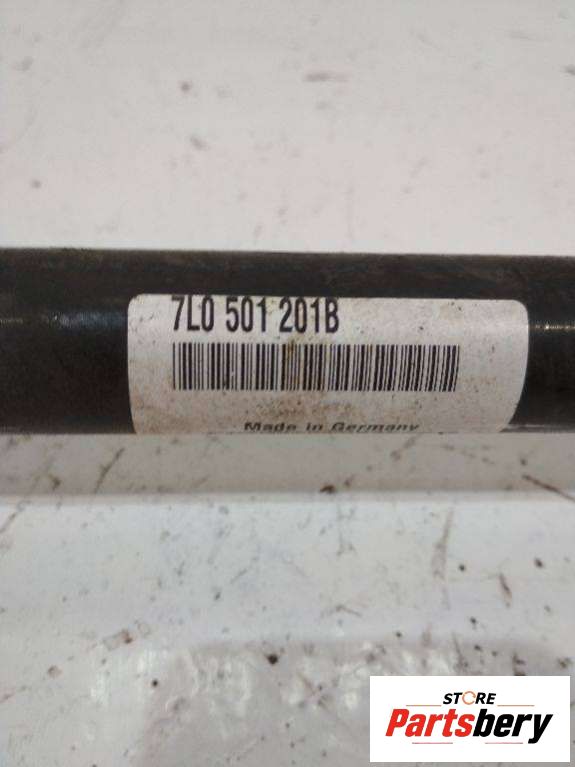 7L0 501 201B
Made in Germany
STORE
Partsbery